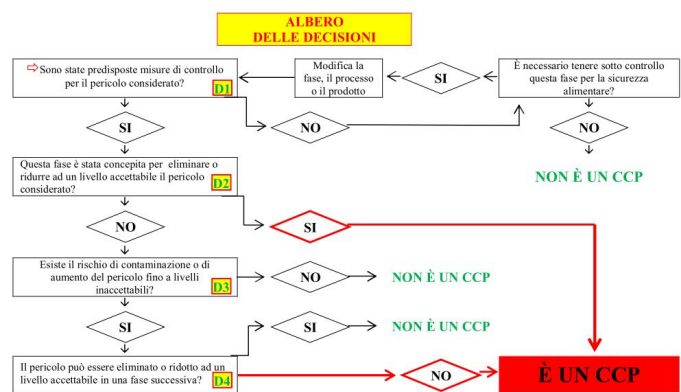 ALBERO
DELLE DECISIONI
⇨Sono state predisposte misure di controllo
per il pericolo considerato?
D1
Modifica la
fase, il processo
o il prodotto
SI
È necessario tenere sotto controllo
questa fase per la sicurezza
alimentare?
SI
NO
NO
NON È UN CCP
Questa fase è stata concepita per eliminare o
ridurre ad un livello accettabile il pericolo
considerato?
D2
NO
SI
Esiste il rischio di contaminazione o di
aumento del pericolo fino a livelli
inaccettabili?
D3
NO
NON È UN CCP
SI
SI
NON È UN CCP
Il pericolo può essere eliminato o ridotto ad un
livello accettabile in una fase successiva?
D4
NO
È UN CCP